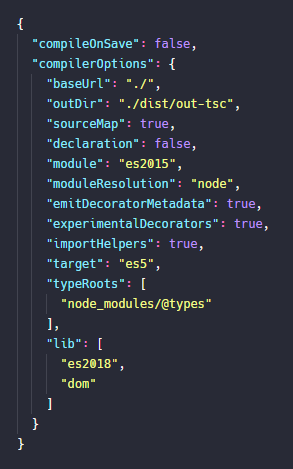 {
  "compileOnSave": false,
  "compilerOptions": {
    "baseUrl": "./",
    "outDir": "./dist/out-tsc",
    "sourceMap": true,
    "declaration": false,
    "module": "es2015",
    "moduleResolution": "node",
    "emitDecoratorMetadata": true,
    "experimentalDecorators": true,
    "importHelpers": true,
    "target": "es5",
    "typeRoots": [
      "node_modules/@types"
    ],
    "lib": [
      "es2018",
      "dom"
    ]
  }
}